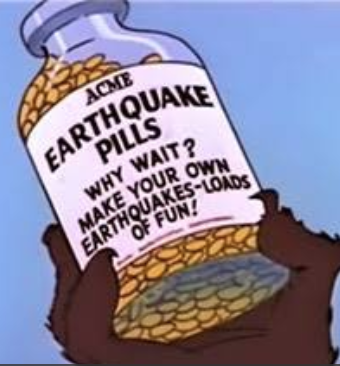 ACME
EARTHQUAKE
PILLS
WHY WAIT?
MAKE YOUR OWN
EARTHQUAKES-LOADS
OF FUN!